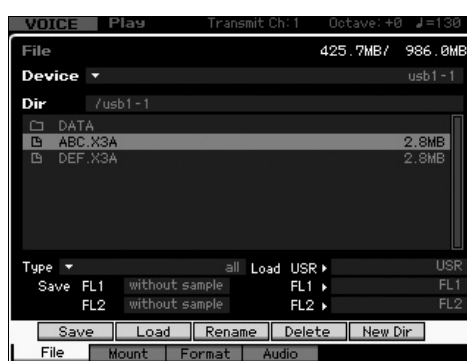 VOICE Play Transmit Ch:1 Octave:+0 ♩=130
File 425.7MB/ 986.0MB
Device ▾ usb1-1
Dir /usb1-1
DATA
ABC.X3A 2.8MB
DEF.X3A 2.8MB
Type ▾ all Load USR ▸ USR
Save FL1 without sample FL1 ▸ FL1
FL2 without sample FL2 ▸ FL2
Save Load Rename Delete New Dir
File Mount Format Audio